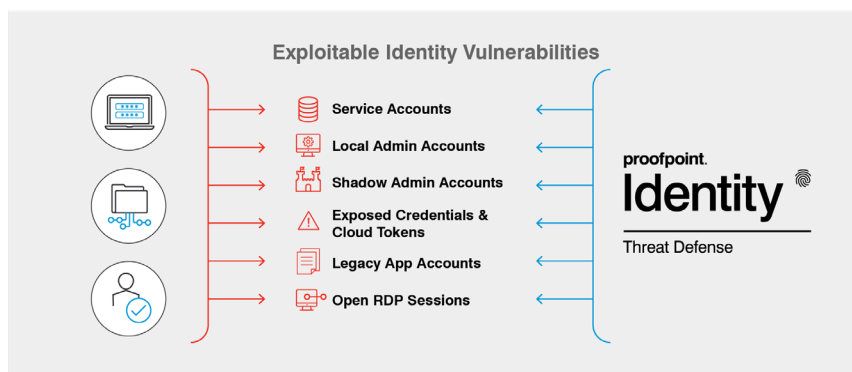 Exploitable Identity Vulnerabilities
Service Accounts
Local Admin Accounts
Shadow Admin Accounts
Exposed Credentials &
Cloud Tokens
Legacy App Accounts
Open RDP Sessions
proofpoint.
Identity
Threat Defense